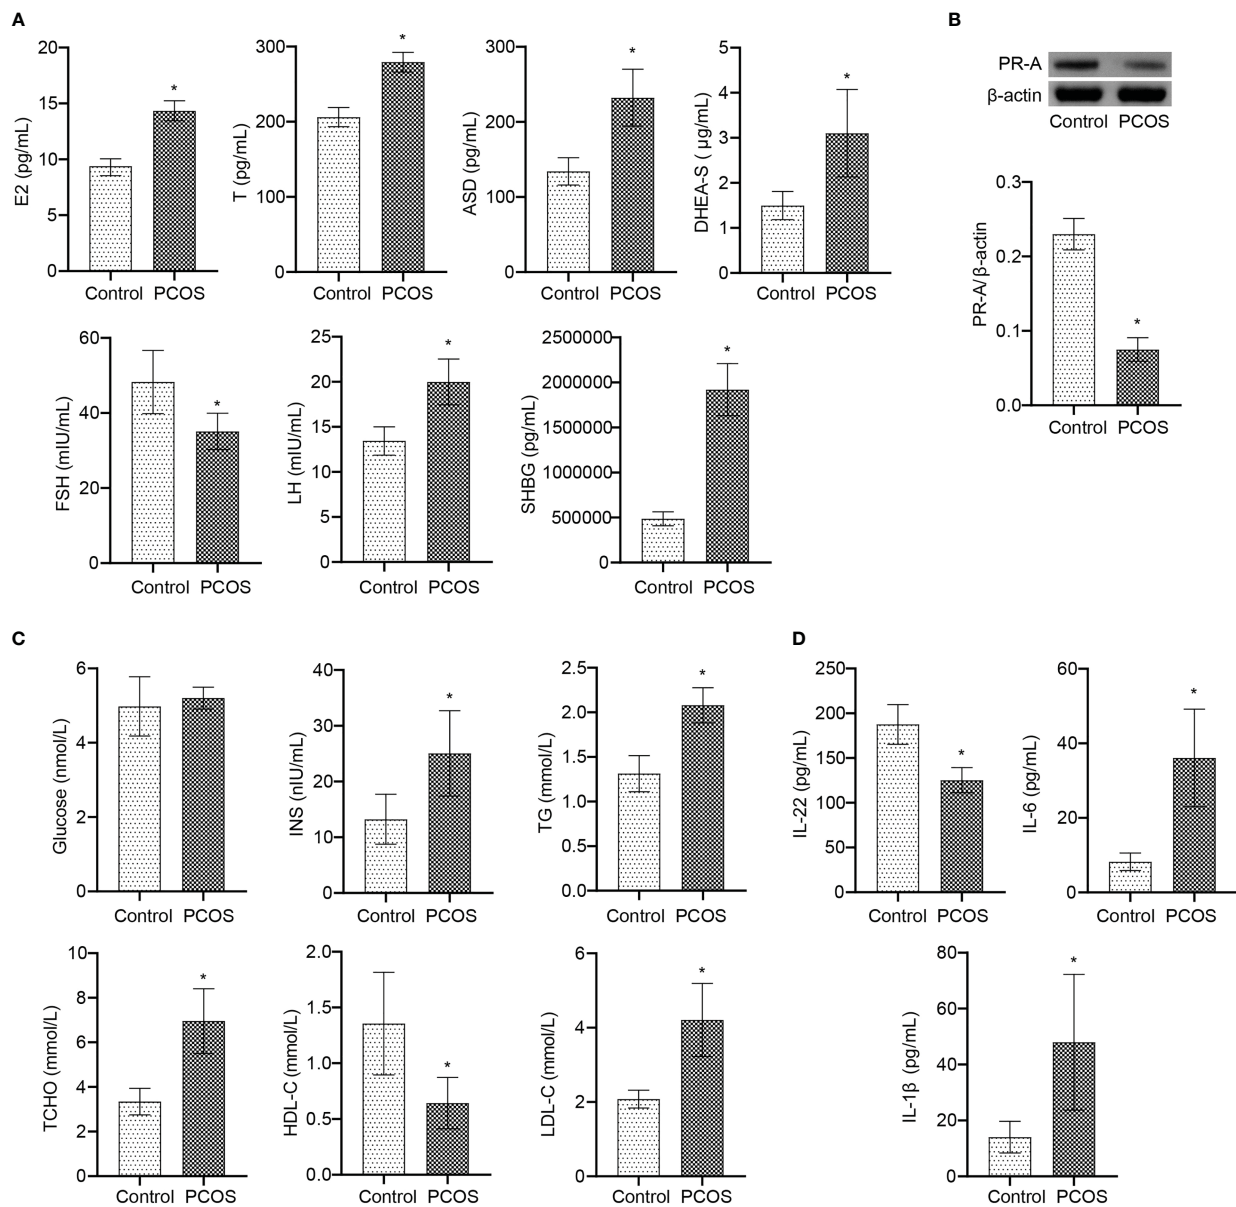 A
E2 (pg/mL)
20
15
10
5
0
*
Control PCOS
T (pg/mL)
300
200
100
0
*
Control PCOS
ASD (pg/mL)
300
200
100
0
*
Control PCOS
DHEA-S ( μg/mL)
5
4
3
2
1
0
*
Control PCOS
FSH (mIU/mL)
60
40
20
0
*
Control PCOS
LH (mIU/mL)
25
20
15
10
5
0
*
Control PCOS
SHBG (pg/mL)
2500000
2000000
1500000
1000000
500000
0
*
Control PCOS
B
PR-A
β-actin
Control PCOS
PR-A/β-actin
0.3
0.2
0.1
0.0
*
Control PCOS
C
Glucose (nmol/L)
6
4
2
0
Control PCOS
INS (nIU/mL)
40
30
20
10
0
*
Control PCOS
TG (mmol/L)
2.5
2.0
1.5
1.0
0.5
0.0
*
Control PCOS
TCHO (mmol/L)
10
8
6
4
2
0
*
Control PCOS
HDL-C (mmol/L)
2.0
1.5
1.0
0.5
0.0
*
Control PCOS
LDL-C (mmol/L)
6
4
2
0
*
Control PCOS
D
IL-22 (pg/mL)
250
200
150
100
50
0
*
Control PCOS
IL-6 (pg/mL)
60
40
20
0
*
Control PCOS
IL-1β (pg/mL)
80
60
40
20
0
*
Control PCOS